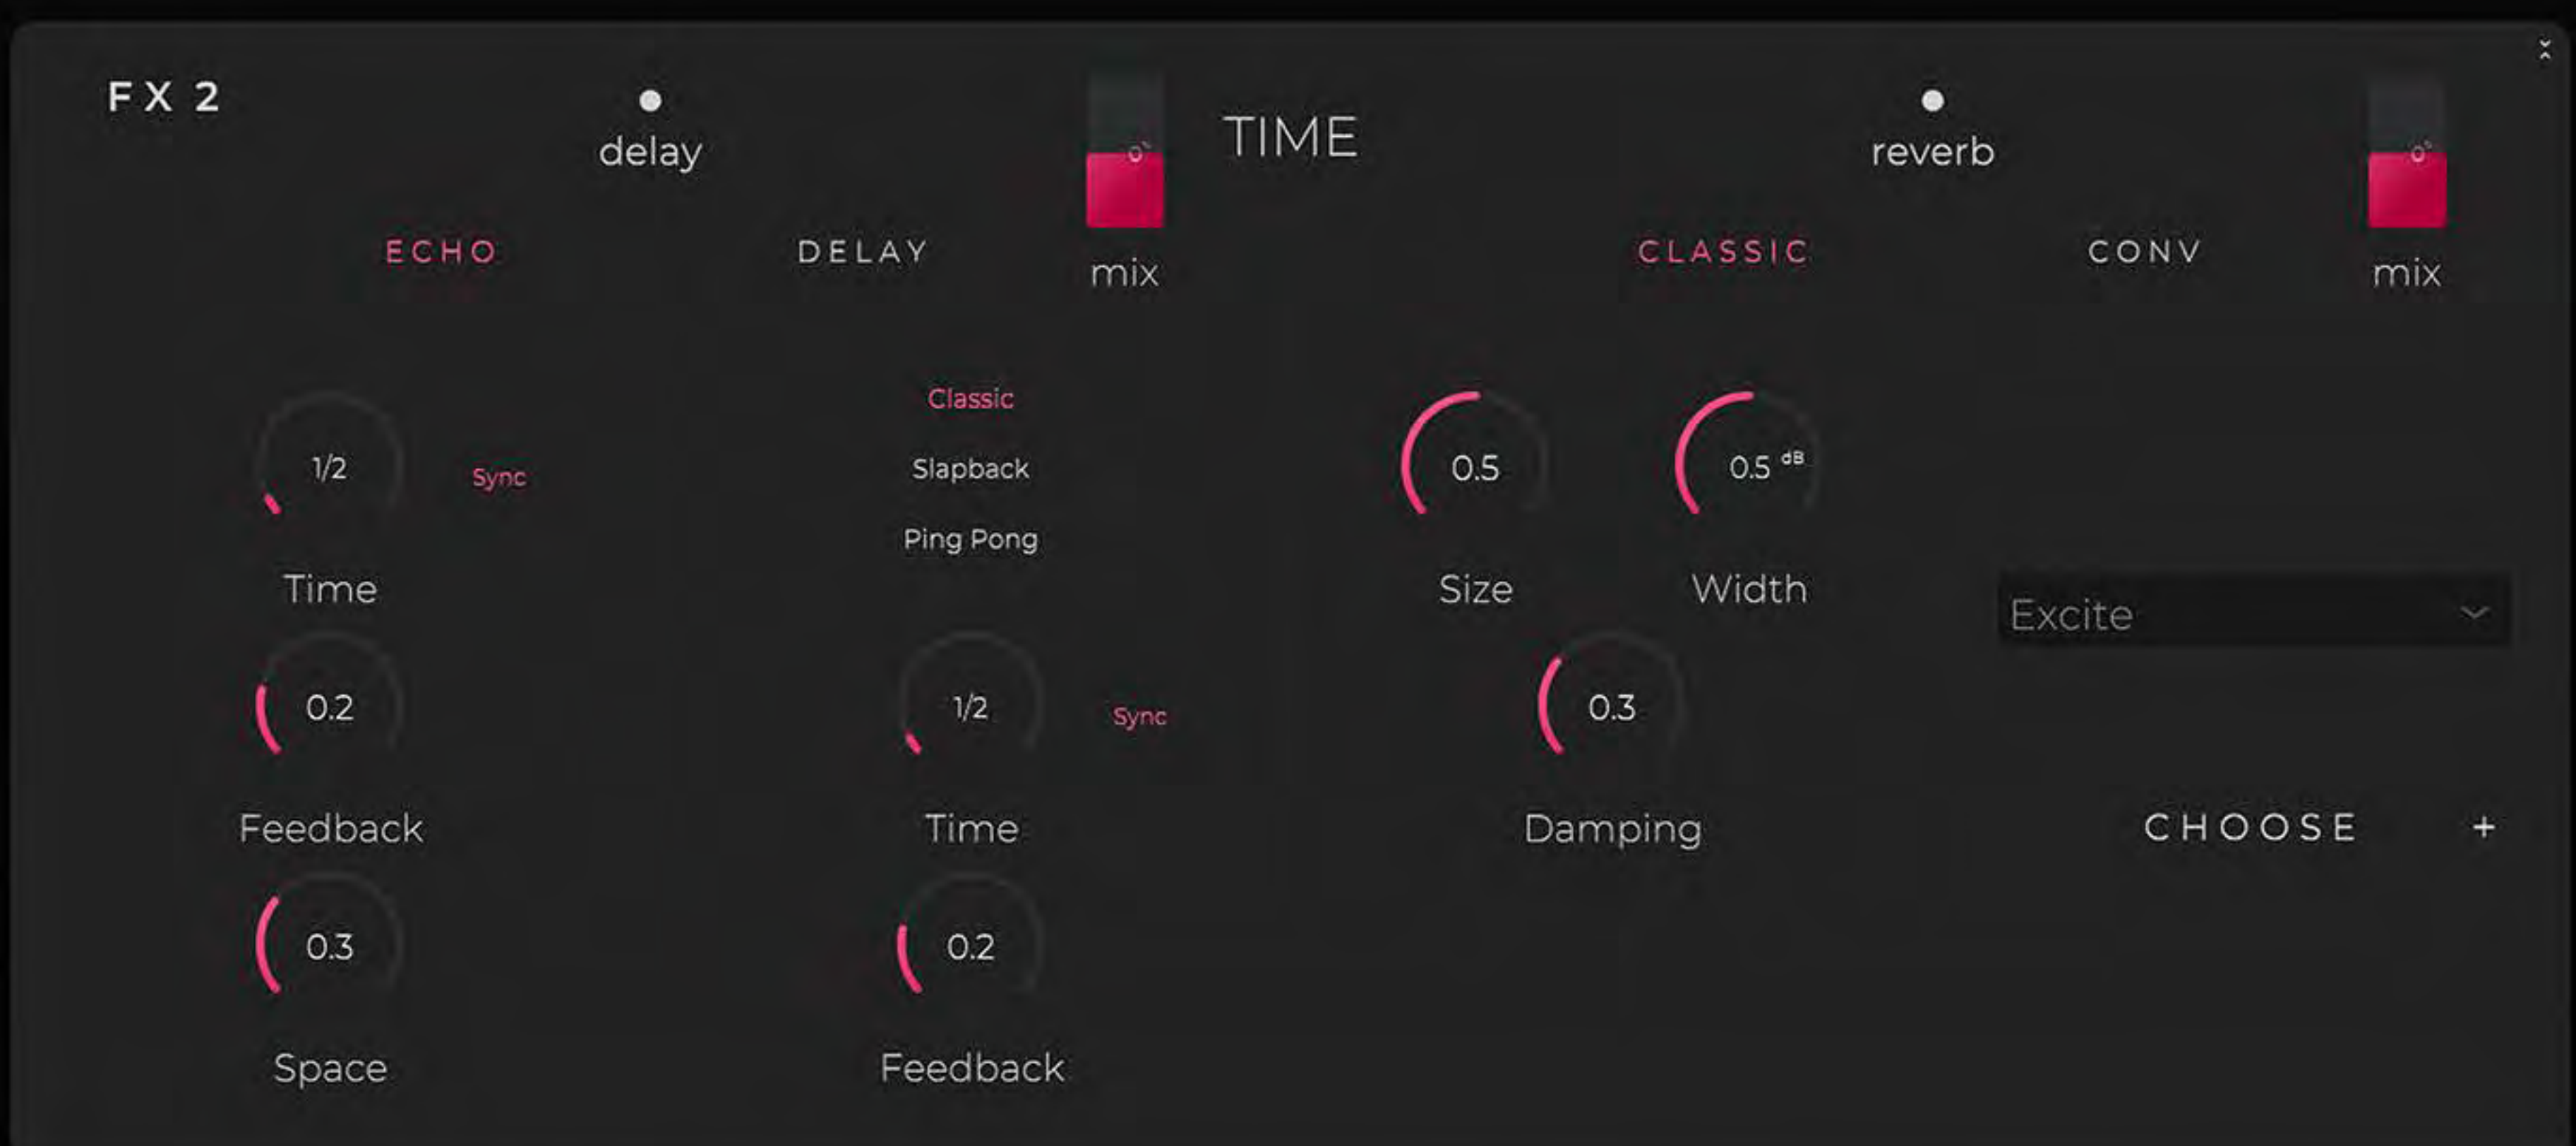 FX 2
delay
TIME
reverb
ECHO
DELAY
mix
CLASSIC
CONV
mix
1/2
Sync
Time
0.2
Feedback
0.3
Space
Classic
Slapback
Ping Pong
1/2
Sync
Time
0.2
Feedback
0.5
Size
0.5 dB
Width
0.3
Damping
Excite
CHOOSE +